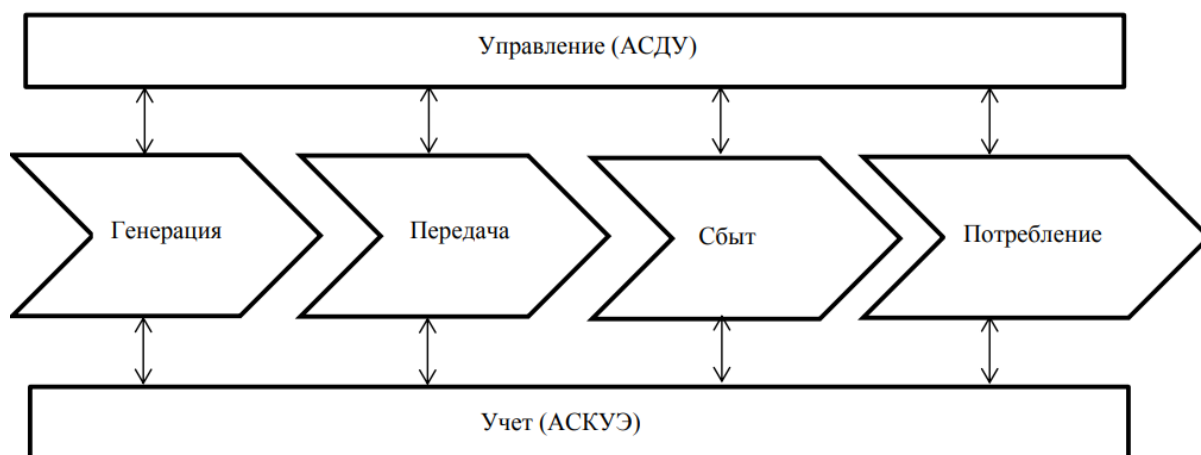 Управление (АСДУ)
Генерация
Передача
Сбыт
Потребление
Учет (АСКУЭ)